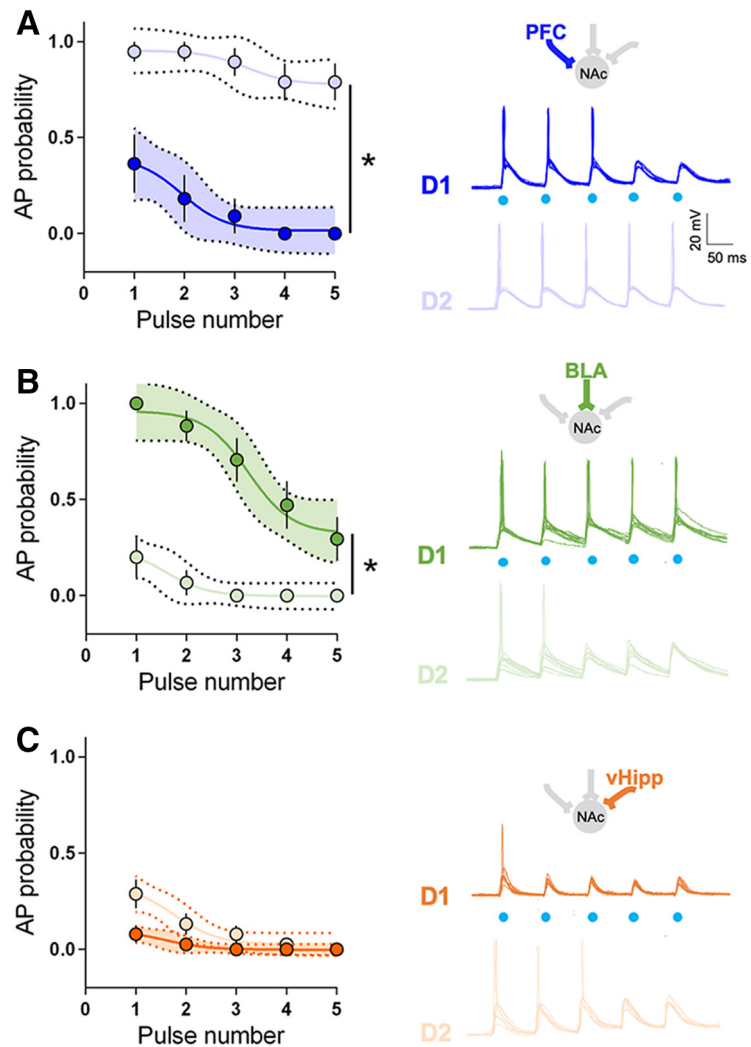 A
AP probability
1.0
0.5
0.0
0 1 2 3 4 5
Pulse number
*
PFC
NAc
D1
D2
20 mV
50 ms
B
AP probability
1.0
0.5
0.0
0 1 2 3 4 5
Pulse number
*
BLA
NAc
D1
D2
C
AP probability
1.0
0.5
0.0
0 1 2 3 4 5
Pulse number
vHipp
NAc
D1
D2